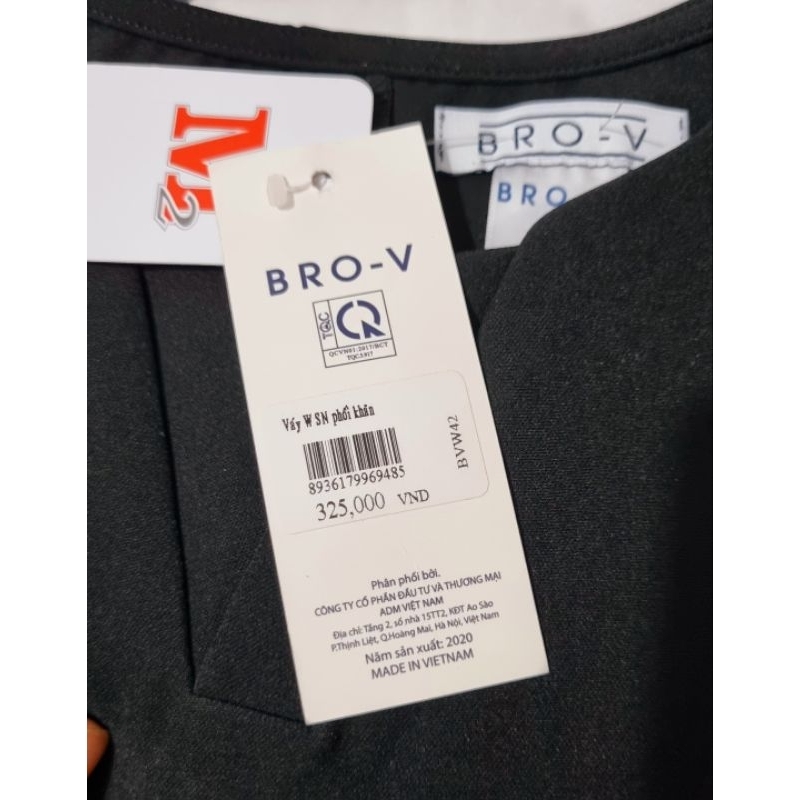 M2
BRO-V
BRO
BRO-V
TQC
QCVN01:2017/BCT
TQC3917
Vấy W SN phối khăn
8936179969485
325,000 VND
BVW42
Phân phối bởi.
CÔNG TY CỔ PHẦN ĐẦU TƯ VÀ THƯƠNG MẠI
ADM VIỆT NAM
Địa chỉ: Tầng 2, số nhà 15TT2, KĐT Ao Sào
P.Thịnh Liệt, Q.Hoàng Mai, Hà Nội, Việt Nam
Năm sản xuất: 2020
MADE IN VIETNAM